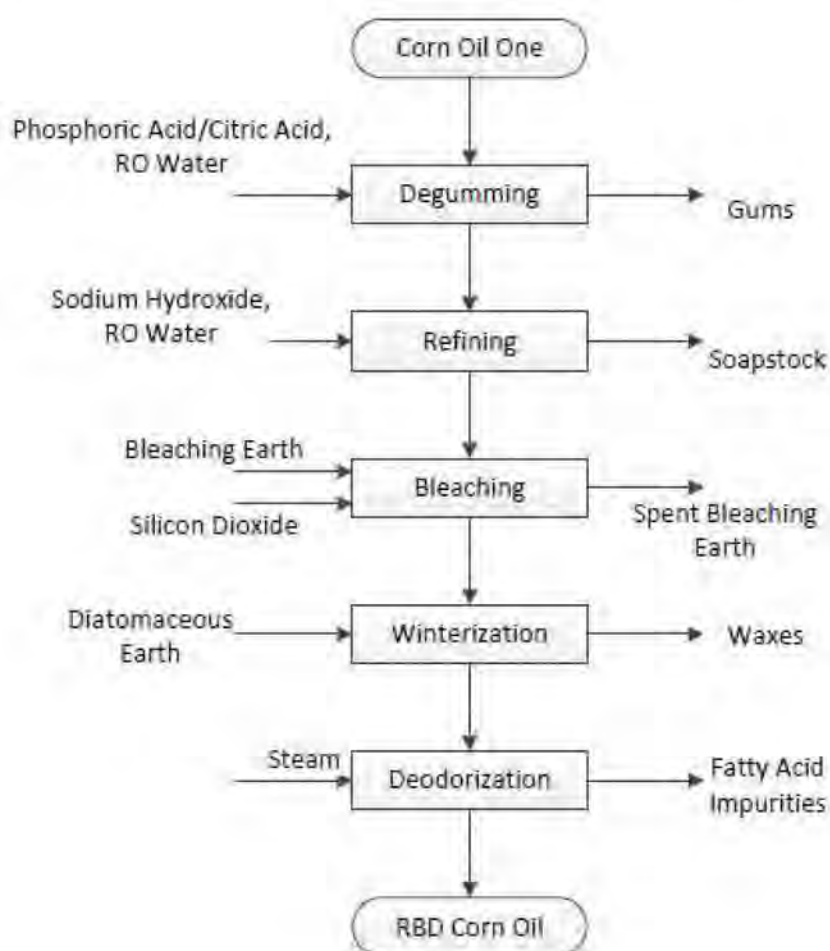 Corn Oil One
Phosphoric Acid/Citric Acid,
RO Water
Degumming
Gums
Sodium Hydroxide,
RO Water
Refining
Soapstock
Bleaching Earth
Silicon Dioxide
Bleaching
Spent Bleaching
Earth
Diatomaceous
Earth
Winterization
Waxes
Steam
Deodorization
Fatty Acid
Impurities
RBD Corn Oil